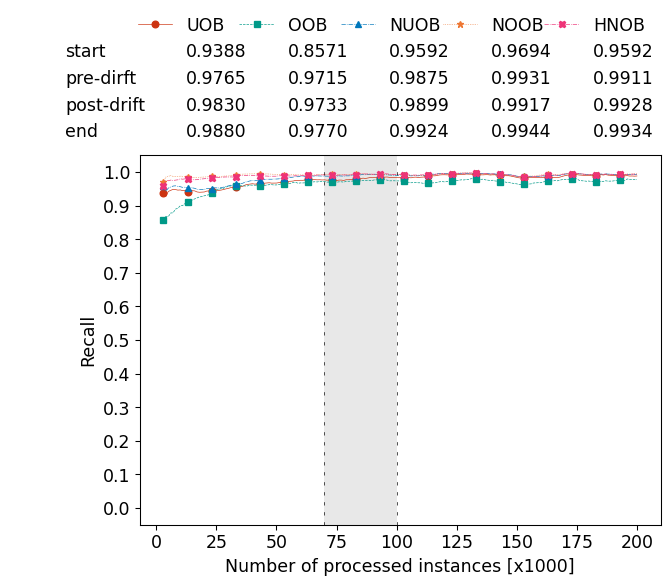 UOB OOB NUOB NOOB HNOB
start 0.9388 0.8571 0.9592 0.9694 0.9592
pre-dirft 0.9765 0.9715 0.9875 0.9931 0.9911
post-drift 0.9830 0.9733 0.9899 0.9917 0.9928
end 0.9880 0.9770 0.9924 0.9944 0.9934
1.0
0.9
0.8
0.7
0.6
0.5
0.4
0.3
0.2
0.1
0.0
Recall
0 25 50 75 100 125 150 175 200
Number of processed instances [x1000]